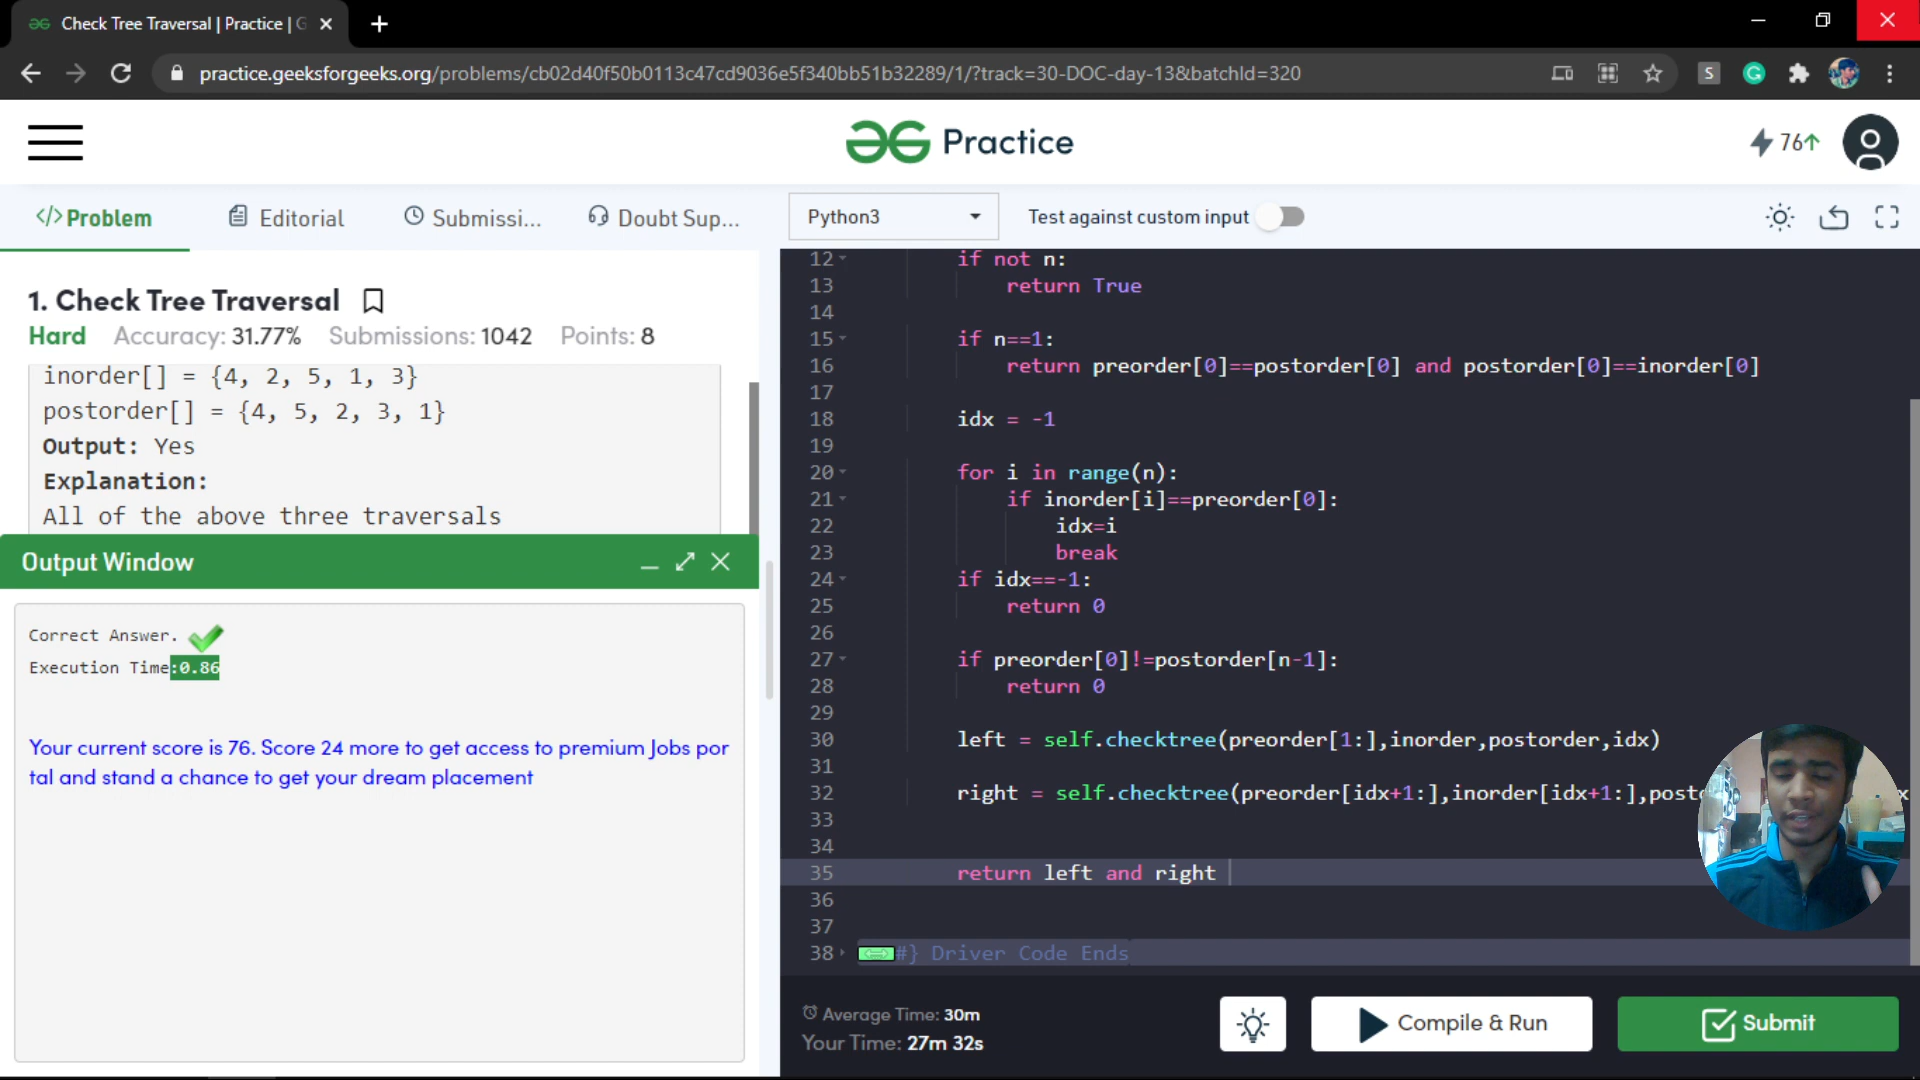 Check Tree Traversal | Practice | G
practice.geeksforgeeks.org/problems/cb02d40f50b0113c47cd9036e5f340bb51b32289/1/?track=30-DOC-day-13&batchId=320
S
G
Practice
76↑
</> Problem
Editorial
Submissi...
Doubt Sup...
Python3
Test against custom input
1. Check Tree Traversal
Hard Accuracy: 31.77% Submissions: 1042 Points: 8
inorder[] = {4, 2, 5, 1, 3}
postorder[] = {4, 5, 2, 3, 1}
Output: Yes
Explanation:
All of the above three traversals
Output Window
Correct Answer.
Execution Time:0.86
Your current score is 76. Score 24 more to get access to premium Jobs por
tal and stand a chance to get your dream placement
12 if not n:
13 return True
14
15 if n==1:
16 return preorder[0]==postorder[0] and postorder[0]==inorder[0]
17
18 idx = -1
19
20 for i in range(n):
21 if inorder[i]==preorder[0]:
22 idx=i
23 break
24 if idx==-1:
25 return 0
26
27 if preorder[0]!=postorder[n-1]:
28 return 0
29
30 left = self.checktree(preorder[1:],inorder,postorder,idx)
31
32 right = self.checktree(preorder[idx+1:],inorder[idx+1:],posto
33
34
35 return left and right
36
37
38 #} Driver Code Ends
Average Time: 30m
Your Time: 27m 32s
Compile & Run
Submit